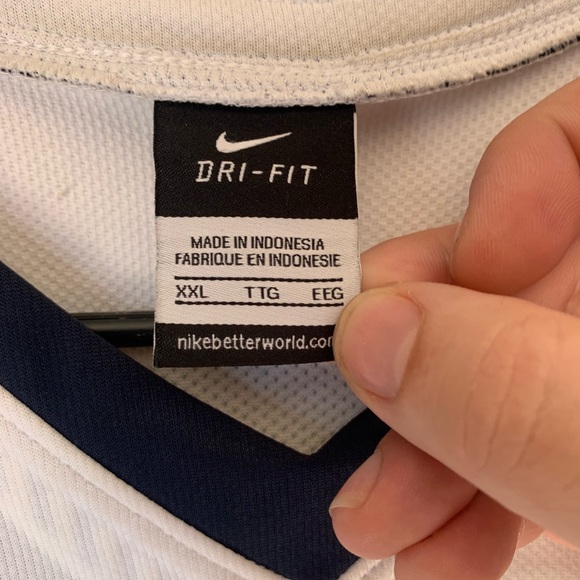 DRI-FIT
MADE IN INDONESIA
FABRIQUE EN INDONESIE
XXL TTG EEG
nikebetterworld.com